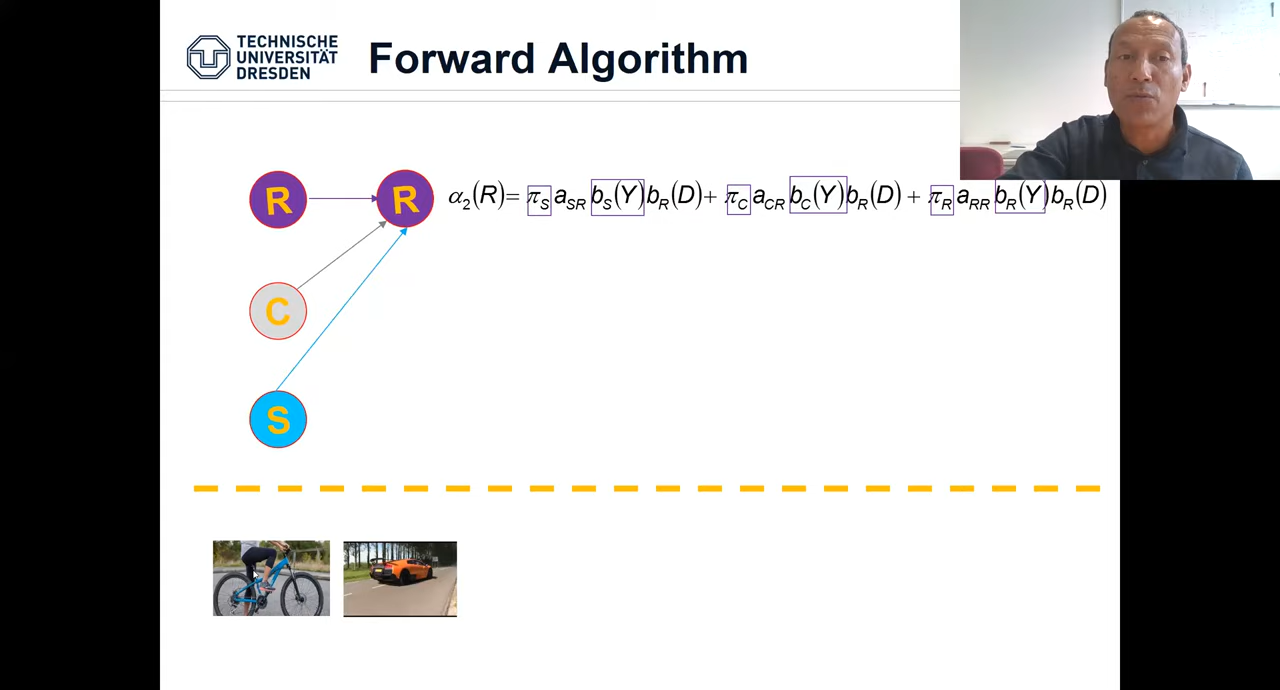 TECHNISCHE
UNIVERSITÄT
DRESDEN
Forward Algorithm
R
R
α₂(R)= π_S a_SR b_S(Y)b_R(D)+ π_C a_CR b_C(Y)b_R(D) + π_R a_RR b_R(Y)b_R(D)
C
S